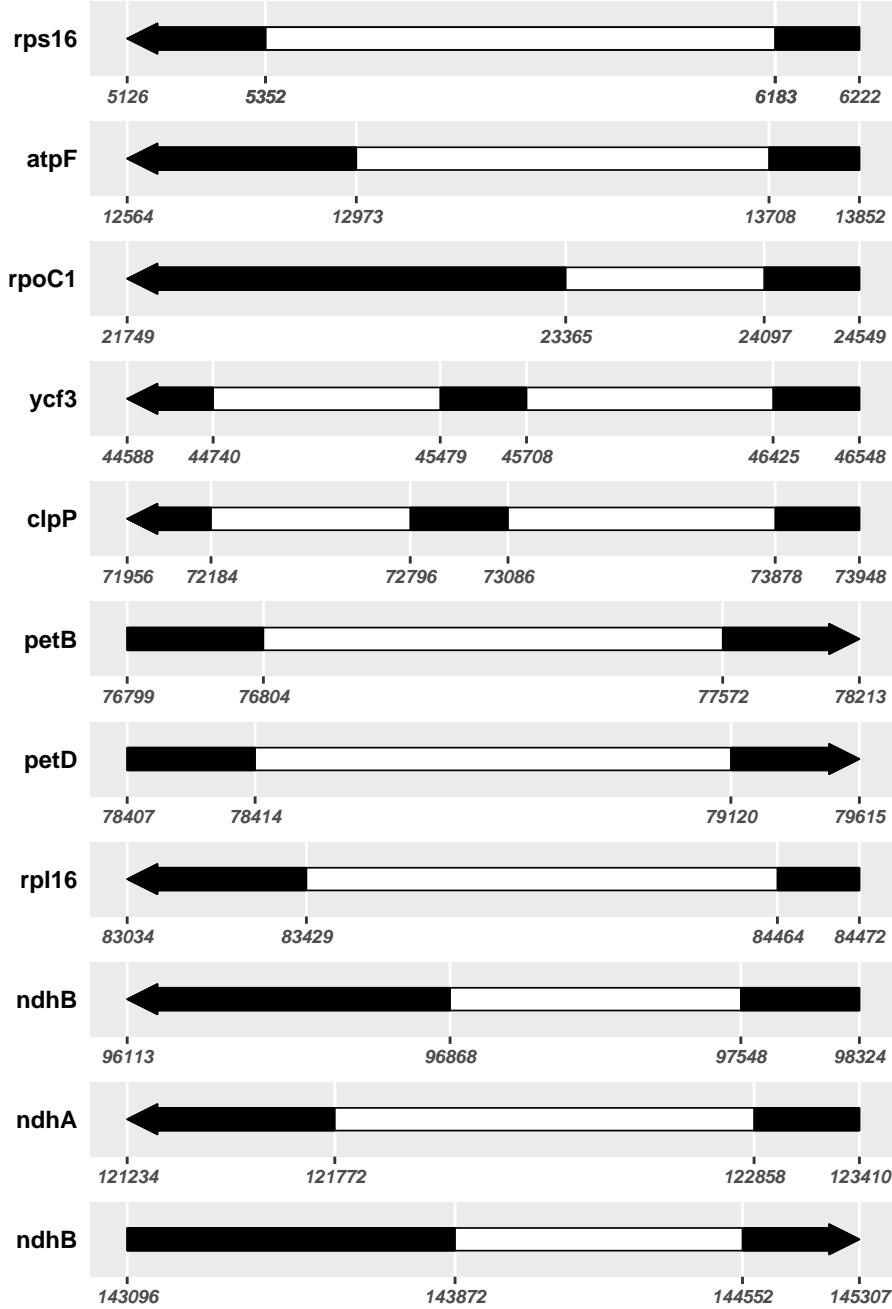 rps16
5126 5352 6183 6222
atpF
12564 12973 13708 13852
rpoC1
21749 23365 24097 24549
ycf3
44588 44740 45479 45708 46425 46548
clpP
71956 72184 72796 73086 73878 73948
petB
76799 76804 77572 78213
petD
78407 78414 79120 79615
rpl16
83034 83429 84464 84472
ndhB
96113 96868 97548 98324
ndhA
121234 121772 122858 123410
ndhB
143096 143872 144552 145307